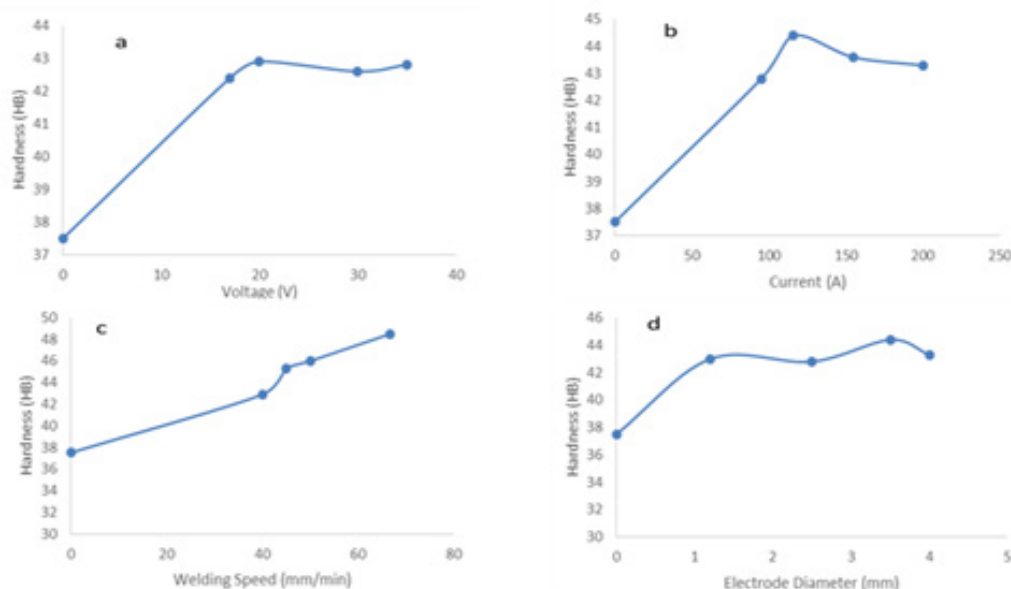 a
Hardness (HB)
44
43
42
41
40
39
38
37
0 10 20 30 40
Voltage (V)
b
Hardness (HB)
45
44
43
42
41
40
39
38
37
0 50 100 150 200 250
Current (A)
c
Hardness (HB)
50
48
46
44
42
40
38
36
34
32
30
0 20 40 60 80
Welding Speed (mm/min)
d
Hardness (HB)
46
44
42
40
38
36
34
32
30
0 1 2 3 4 5
Electrode Diameter (mm)